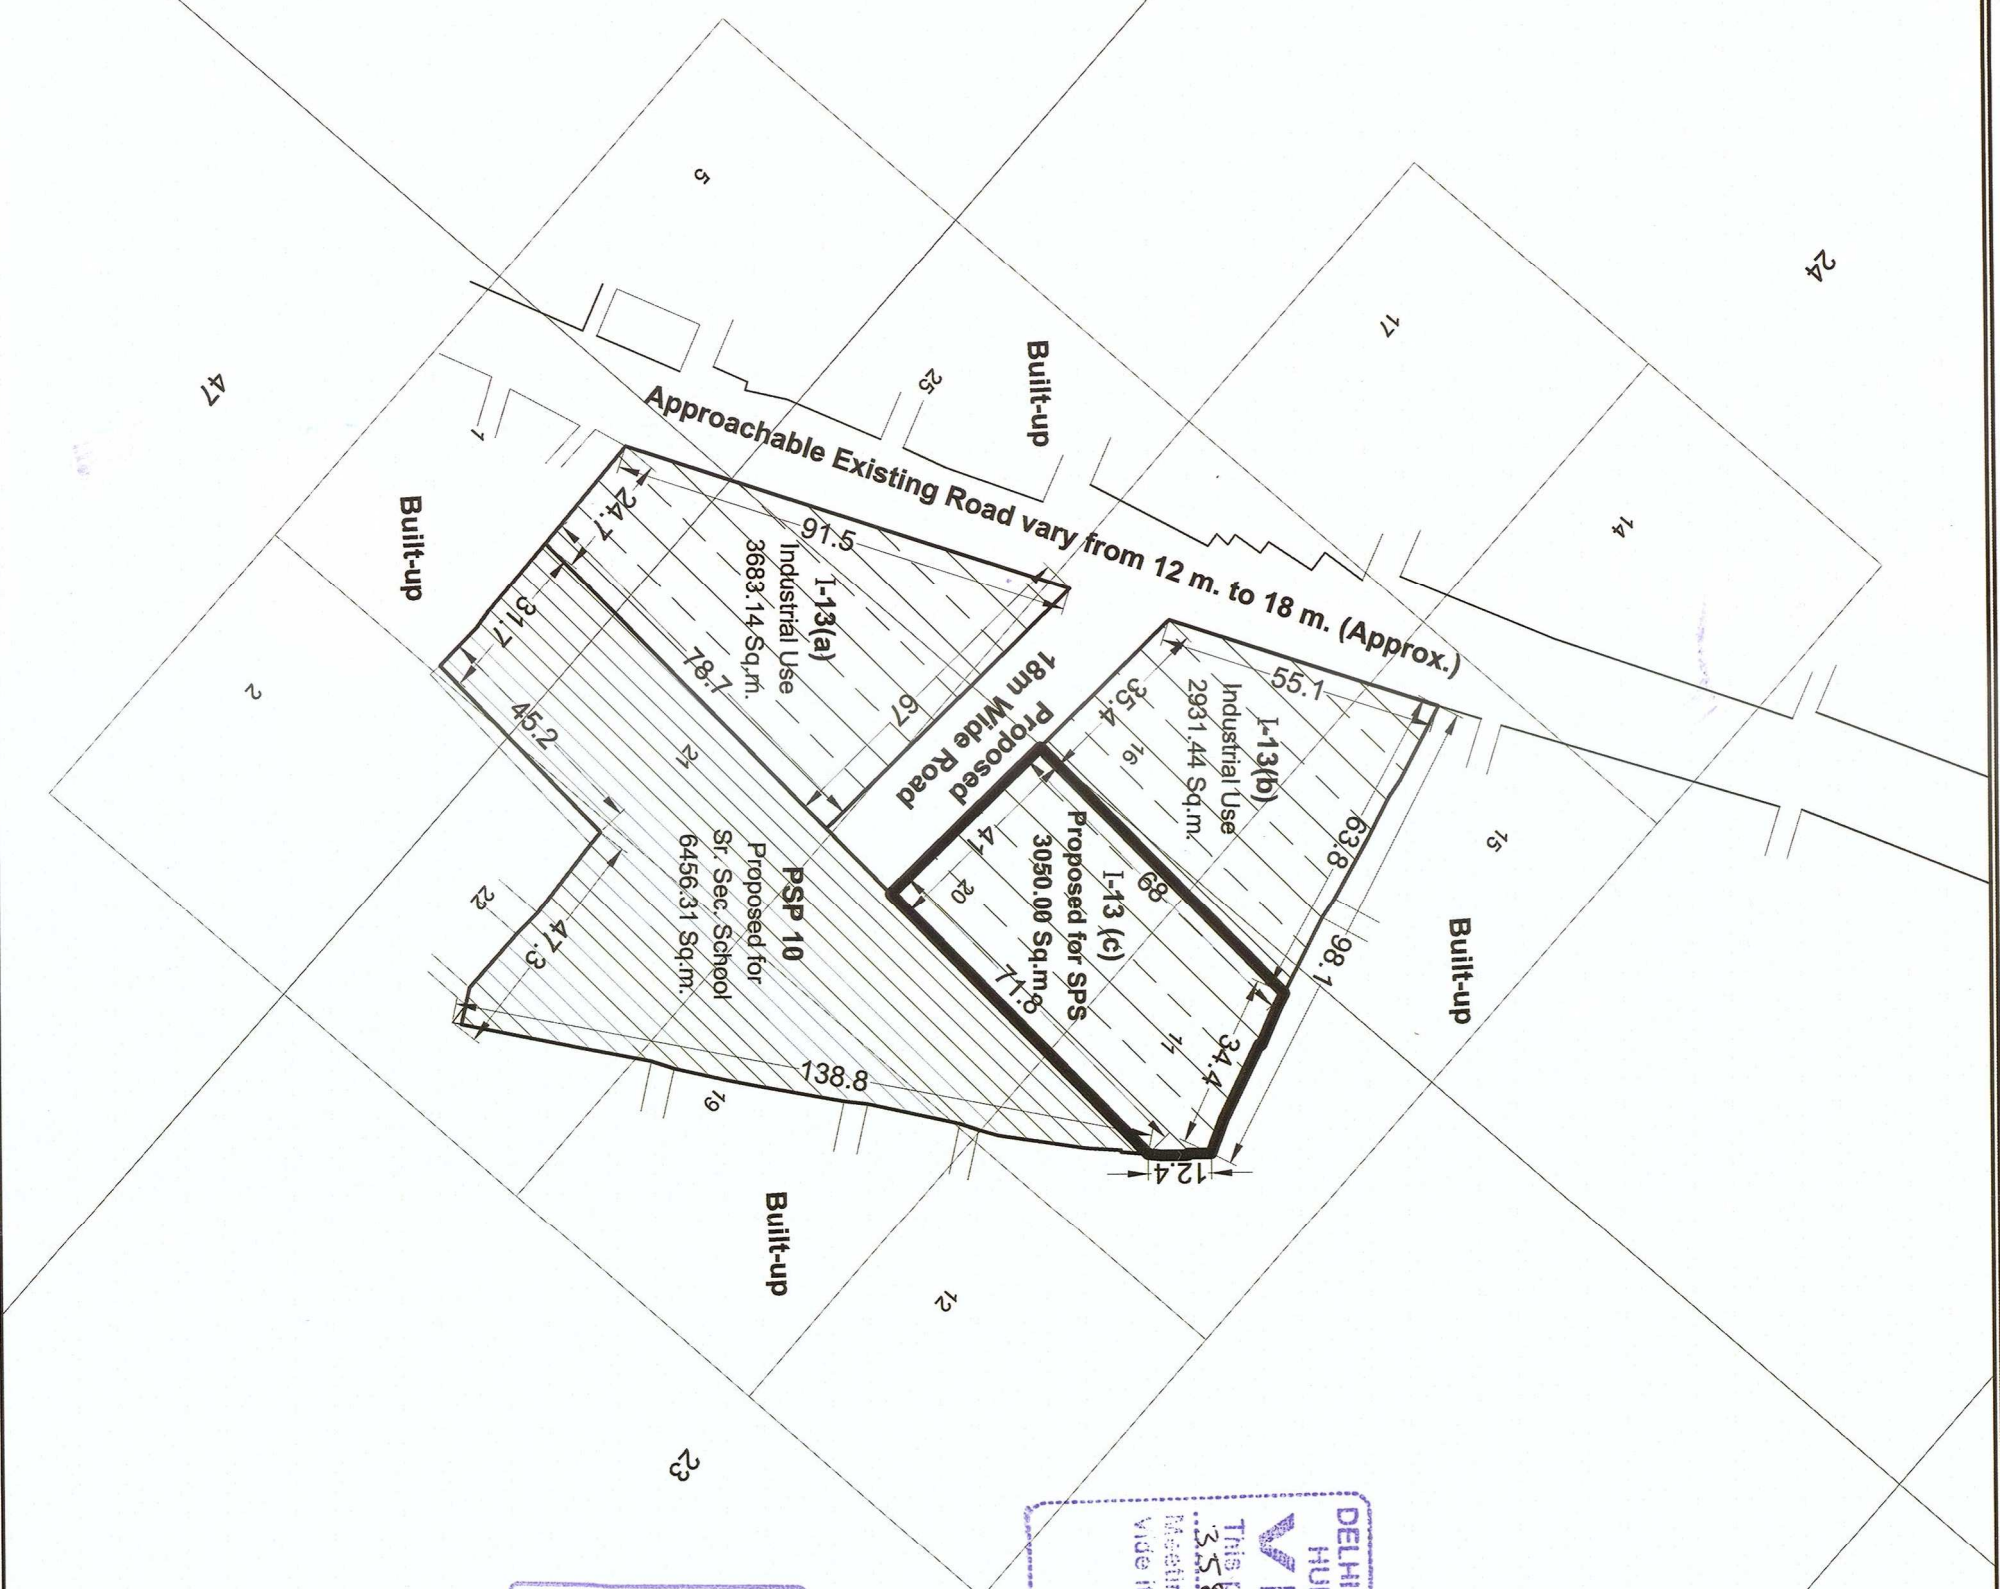 5
24
17
25
Built-up
47
14
Approachable Existing Road vary from 12 m. to 18 m. (Approx.)
Built-up
24.7
91.5
I-13(a)
Industrial Use
3683.14 Sq,m.
78.7
67
31.7
18m Wide Road
Proposed
55.1
I-13(b)
Industrial Use
2931.44 Sq.m.
35.4
16
63.8
98.1
15
2
45.2
21
41
68
I-13 (c)
Proposed for SPS
3050.00 Sq.m.
20
71.8
11
34.4
12.4
22
47.3
PSP 10
Proposed for
Sr. Sec. School
6456.31 Sq.m.
138.8
19
Built-up
Built-up
12
23
DELHI
HU
V
This
Vide